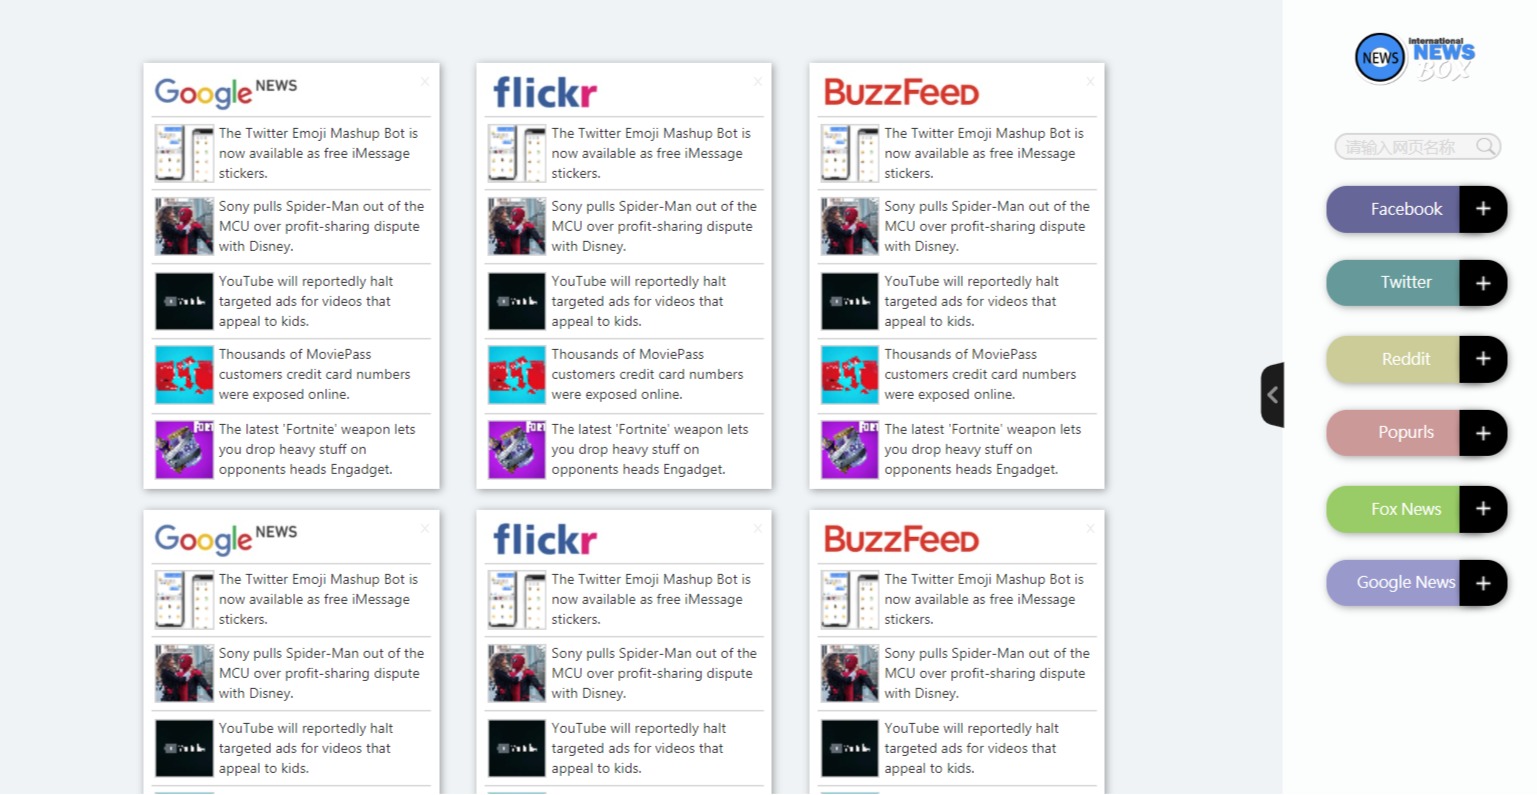 Google NEWS
x
The Twitter Emoji Mashup Bot is
now available as free iMessage
stickers.
Sony pulls Spider-Man out of the
MCU over profit-sharing dispute
with Disney.
YouTube will reportedly halt
targeted ads for videos that
appeal to kids.
Thousands of MoviePass
customers credit card numbers
were exposed online.
The latest 'Fortnite' weapon lets
you drop heavy stuff on
opponents heads Engadget.
flickr
x
The Twitter Emoji Mashup Bot is
now available as free iMessage
stickers.
Sony pulls Spider-Man out of the
MCU over profit-sharing dispute
with Disney.
YouTube will reportedly halt
targeted ads for videos that
appeal to kids.
Thousands of MoviePass
customers credit card numbers
were exposed online.
The latest 'Fortnite' weapon lets
you drop heavy stuff on
opponents heads Engadget.
BuzzFeed
x
The Twitter Emoji Mashup Bot is
now available as free iMessage
stickers.
Sony pulls Spider-Man out of the
MCU over profit-sharing dispute
with Disney.
YouTube will reportedly halt
targeted ads for videos that
appeal to kids.
Thousands of MoviePass
customers credit card numbers
were exposed online.
The latest 'Fortnite' weapon lets
you drop heavy stuff on
opponents heads Engadget.
Google NEWS
x
The Twitter Emoji Mashup Bot is
now available as free iMessage
stickers.
Sony pulls Spider-Man out of the
MCU over profit-sharing dispute
with Disney.
YouTube will reportedly halt
targeted ads for videos that
appeal to kids.
flickr
x
The Twitter Emoji Mashup Bot is
now available as free iMessage
stickers.
Sony pulls Spider-Man out of the
MCU over profit-sharing dispute
with Disney.
YouTube will reportedly halt
targeted ads for videos that
appeal to kids.
BuzzFeed
x
The Twitter Emoji Mashup Bot is
now available as free iMessage
stickers.
Sony pulls Spider-Man out of the
MCU over profit-sharing dispute
with Disney.
YouTube will reportedly halt
targeted ads for videos that
appeal to kids.
NEWS
international
NEWS
BOX
请输入网页名称
Facebook +
Twitter +
Reddit +
Popurls +
Fox News +
Google News +